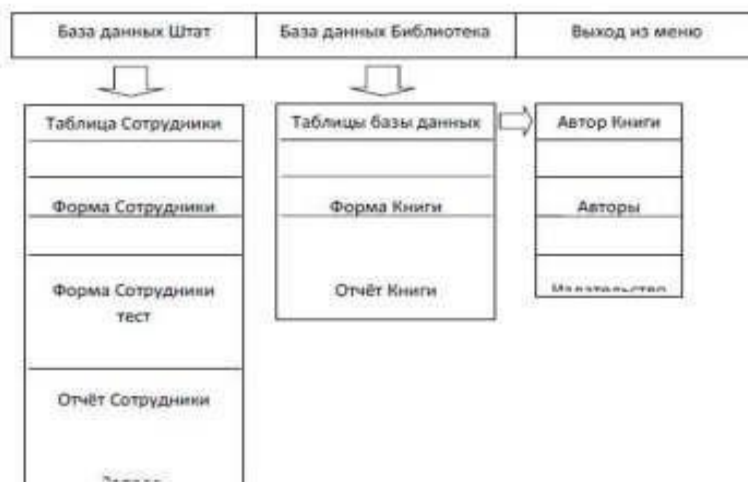 База данных Штат
База данных Библиотека
Выход из меню
Таблица Сотрудники
Форма Сотрудники
Форма Сотрудники
тест
Отчёт Сотрудники
Таблицы базы данных
Форма Книги
Отчёт Книги
Автор Книги
Авторы
Издательство